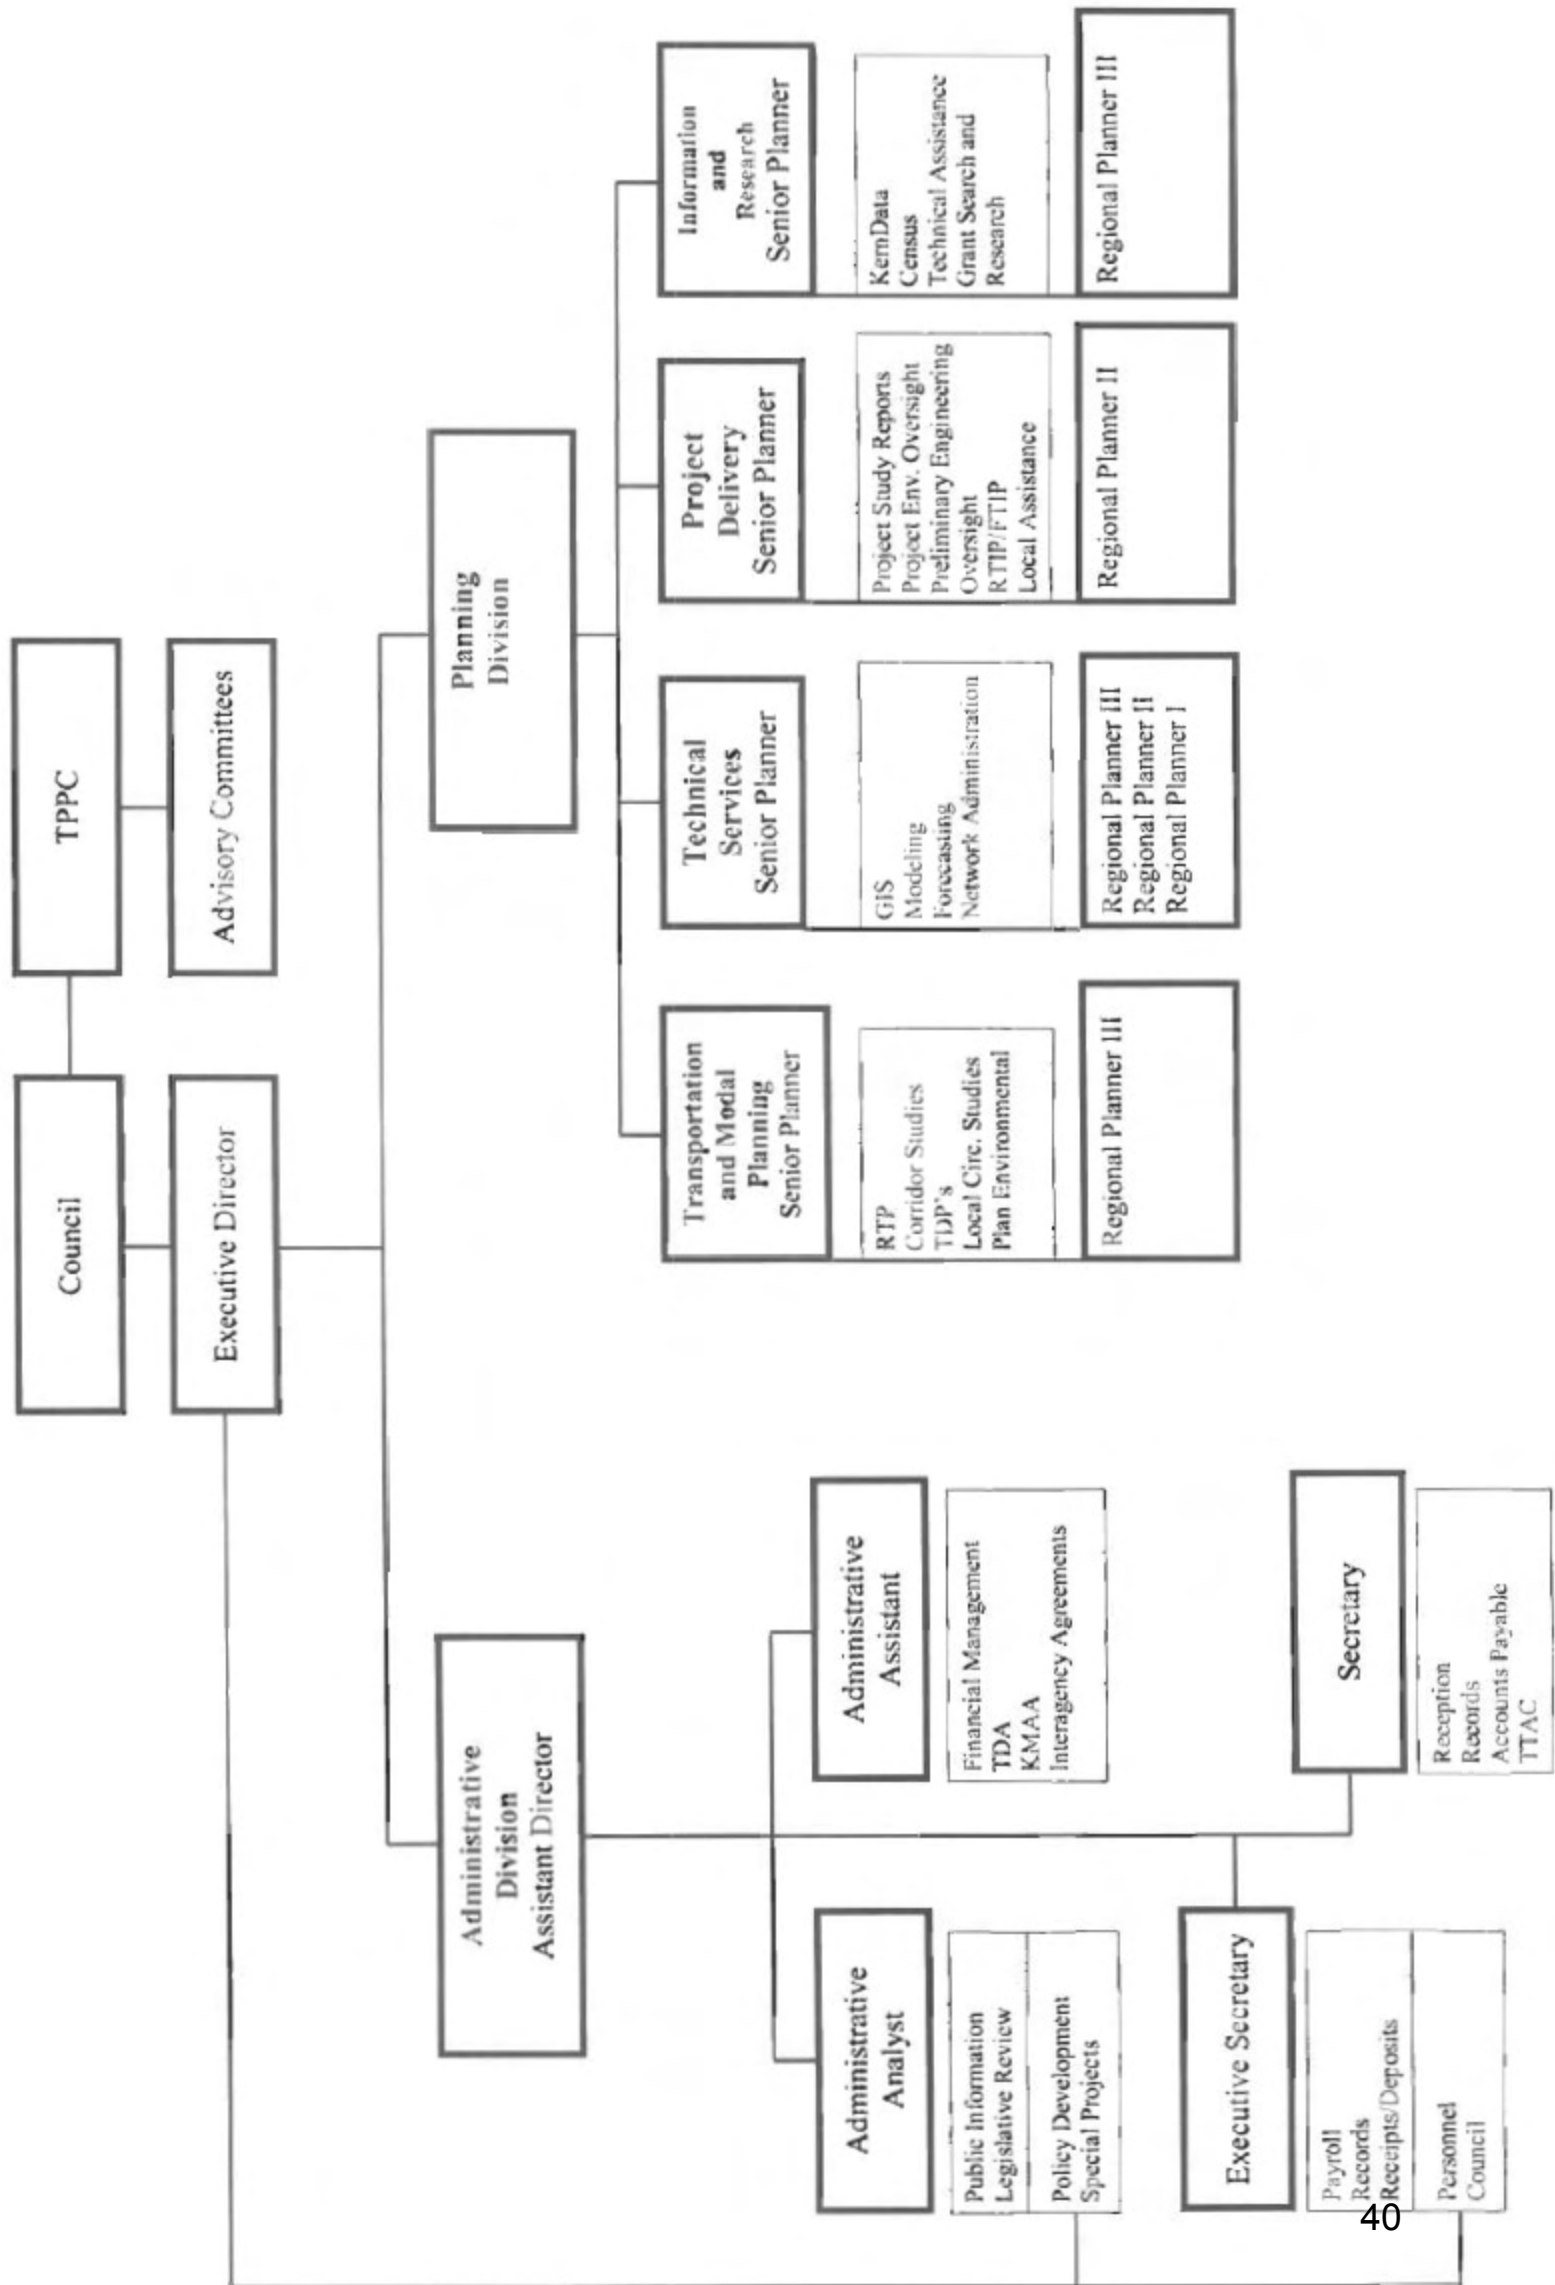 Council
TPPC
Executive Director
Advisory Committees
Administrative
Division
Assistant Director
Planning
Division
Administrative
Analyst
Public Information
Legislative Review
Policy Development
Special Projects
Administrative
Assistant
Financial Management
TDA
KMAA
Interagency Agreements
Executive Secretary
Payroll
Records
Receipts/Deposits
Personnel
Council
Secretary
Reception
Records
Accounts Payable
TTAC
Transportation
and Modal
Planning
Senior Planner
RTP
Corridor Studies
TDP's
Local Circ. Studies
Plan Environmental
Regional Planner III
Technical
Services
Senior Planner
GIS
Modeling
Forecasting
Network Administration
Regional Planner III
Regional Planner II
Regional Planner I
Project
Delivery
Senior Planner
Project Study Reports
Project Env. Oversight
Preliminary Engineering
Oversight
RTIP/FTIP
Local Assistance
Regional Planner II
Information
and
Research
Senior Planner
KernData
Census
Technical Assistance
Grant Search and
Research
Regional Planner III
40